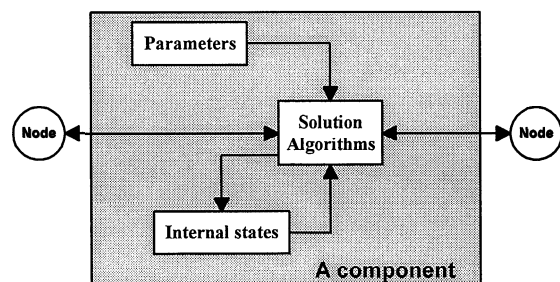 Parameters
Node
Solution
Algorithms
Node
Internal states
A component